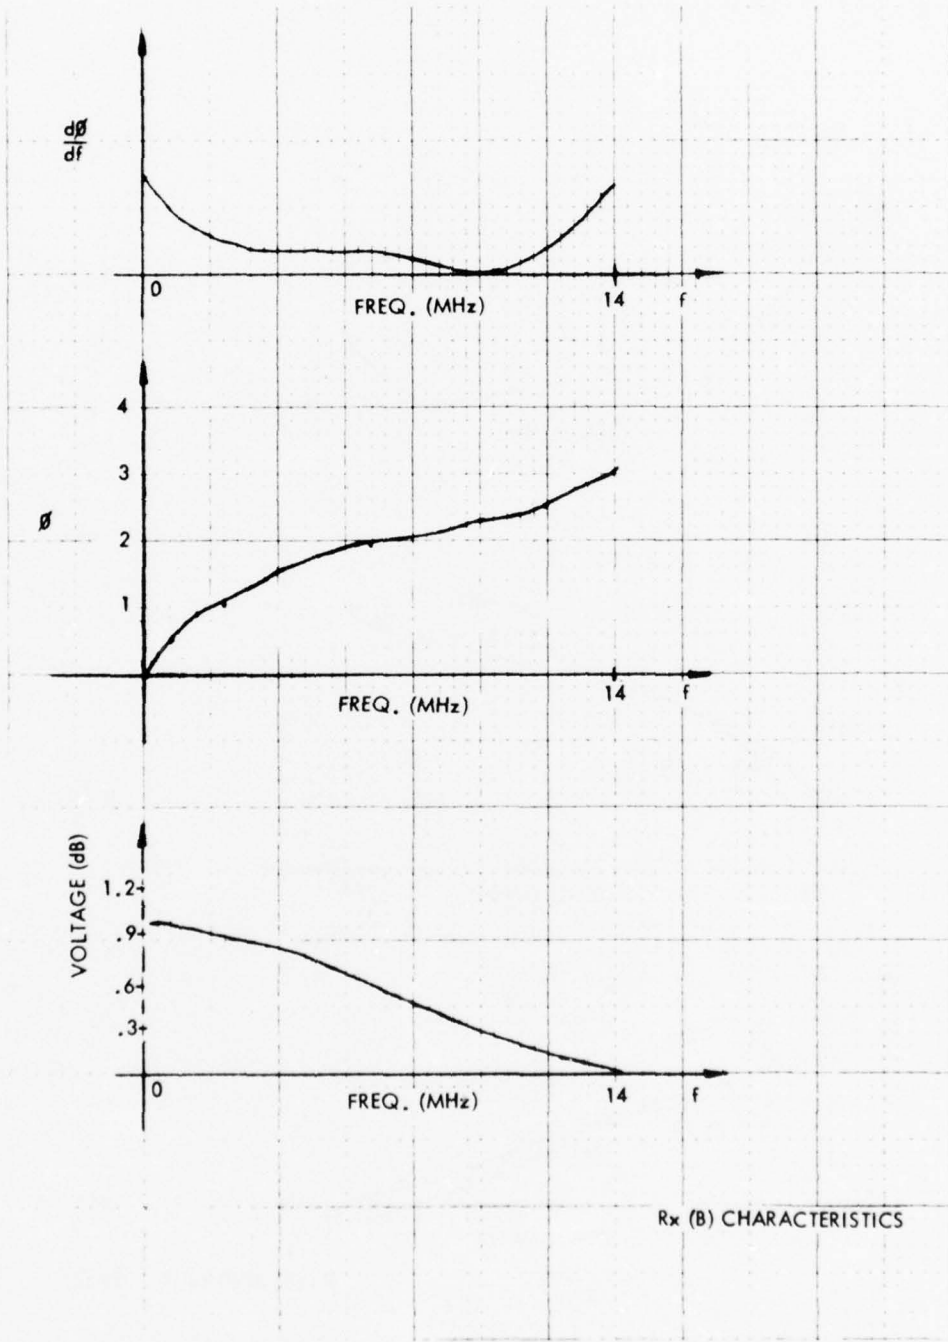 dø
df
0
FREQ. (MHz)
14
f
4
3
ø
2
1
FREQ. (MHz)
14
f
VOLTAGE (dB)
1.2
.9
.6
.3
0
FREQ. (MHz)
14
f
Rx (B) CHARACTERISTICS